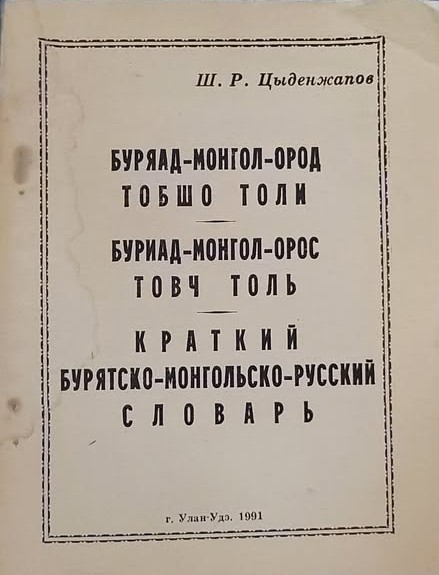 Ш. Р. Цыденжапов
БУРЯАД-МОНГОЛ-ОРОД
ТОБШО ТОЛИ
БУРИАД-МОНГОЛ-ОРОС
ТОВЧ ТОЛЬ
КРАТКИЙ
БУРЯТСКО-МОНГОЛЬСКО-РУССКИЙ
СЛОВАРЬ
г. Улан-Удэ. 1991